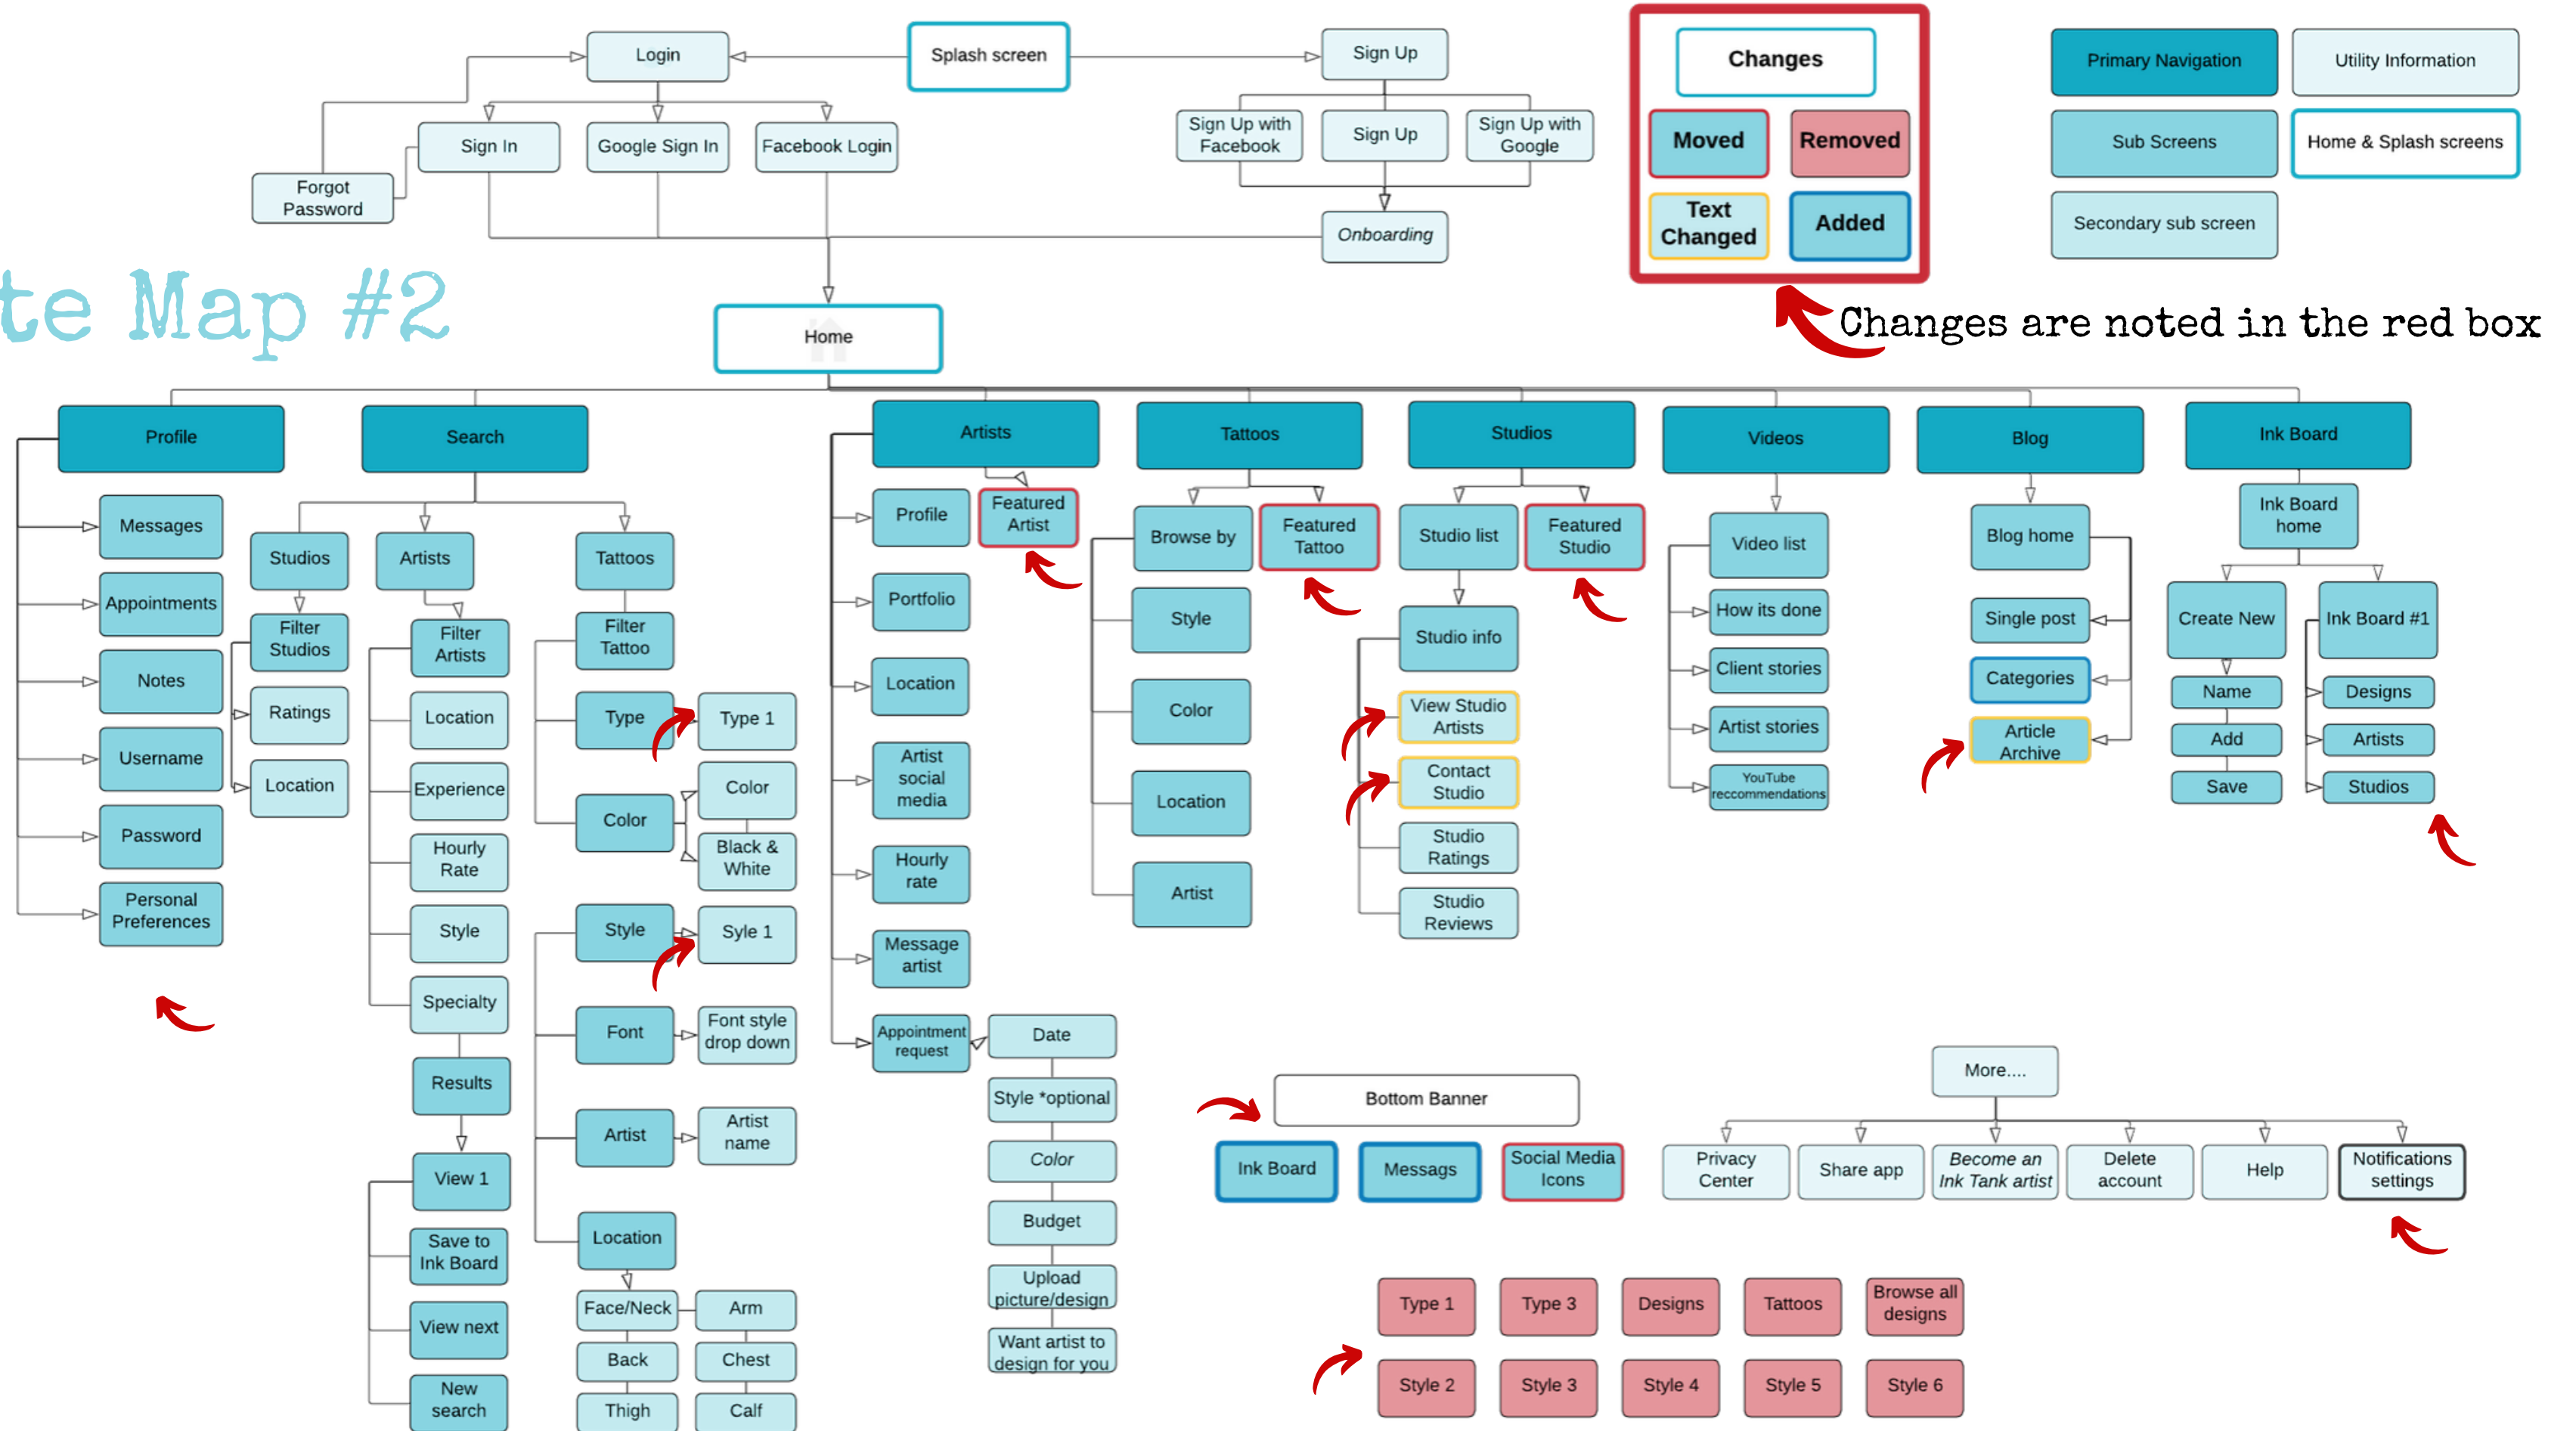 Login
Splash screen
Sign Up
Changes
Moved
Removed
Text
Changed
Added
Primary Navigation
Utility Information
Sub Screens
Home & Splash screens
Secondary sub screen
Sign In
Google Sign In
Facebook Login
Forgot
Password
Sign Up with
Facebook
Sign Up
Sign Up with
Google
Onboarding
te Map #2
Changes are noted in the red box
Home
Profile
Search
Artists
Tattoos
Studios
Videos
Blog
Ink Board
Messages
Appointments
Notes
Username
Password
Personal
Preferences
Studios
Filter
Studios
Ratings
Location
Artists
Filter
Artists
Location
Experience
Hourly
Rate
Style
Specialty
Results
View 1
Save to
Ink Board
View next
New
search
Tattoos
Filter
Tattoo
Type
Type 1
Color
Color
Black &
White
Style
Syle 1
Font
Font style
drop down
Artist
Artist
name
Location
Face/Neck
Arm
Back
Chest
Thigh
Calf
Profile
Featured
Artist
Portfolio
Location
Artist
social
media
Hourly
rate
Message
artist
Appointment
request
Date
Style *optional
Color
Budget
Upload
picture/design
Want artist to
design for you
Browse by
Featured
Tattoo
Style
Color
Location
Artist
Studio list
Featured
Studio
Studio info
View Studio
Artists
Contact
Studio
Studio
Ratings
Studio
Reviews
Video list
How its done
Client stories
Artist stories
YouTube
reccommendations
Blog home
Single post
Categories
Article
Archive
Ink Board
home
Create New
Ink Board #1
Name
Designs
Add
Artists
Save
Studios
Bottom Banner
Ink Board
Messags
Social Media
Icons
More....
Privacy
Center
Share app
Become an
Ink Tank artist
Delete
account
Help
Notifications
settings
Type 1
Type 3
Designs
Tattoos
Browse all
designs
Style 2
Style 3
Style 4
Style 5
Style 6